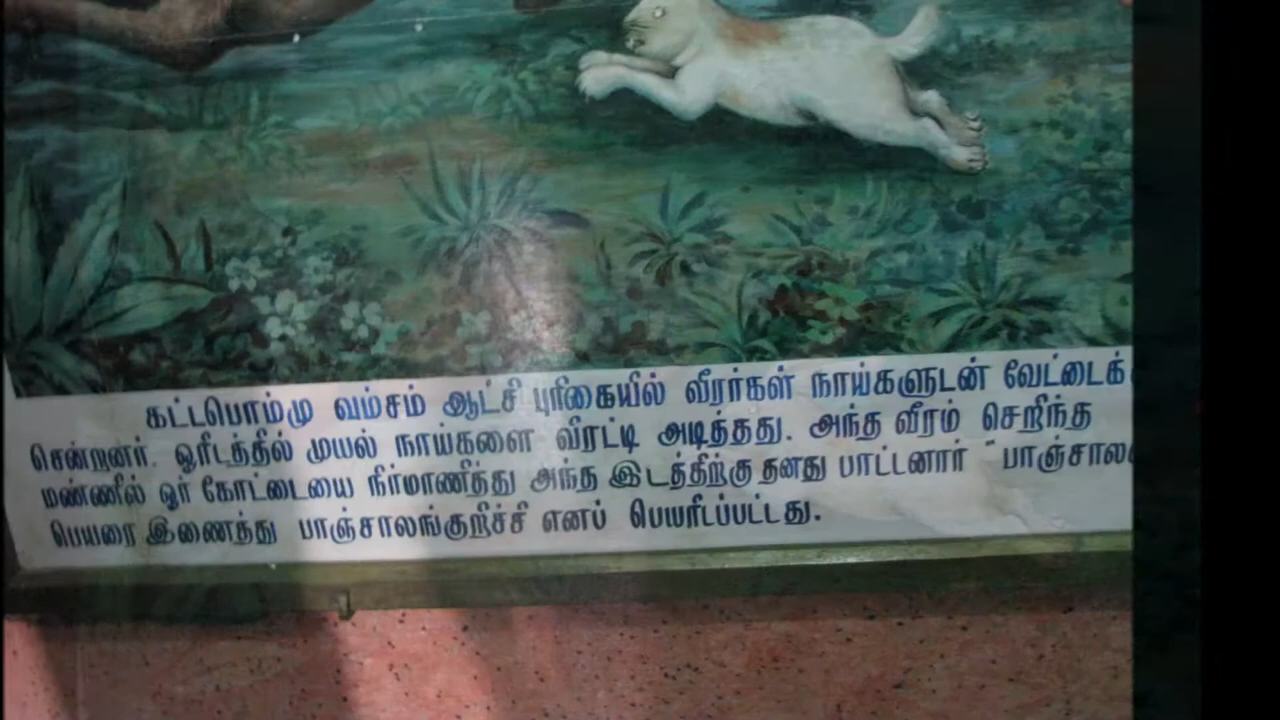 கட்டபொம்மு வம்சம் ஆட்சி புரிகையில் வீரர்கள் நாய்களுடன் வேட்டைக்
சென்றனர். ஓரிடத்தில் முயல் நாய்களை விரட்டி அடித்தது. அந்த வீரம் செறிந்த
மண்ணில் ஓர் கோட்டையை நிர்மாணித்து அந்த இடத்திற்கு தனது பாட்டனார் "பாஞ்சால
பெயரை இணைத்து பாஞ்சாலங்குறிச்சி எனப் பெயரிடப்பட்டது.